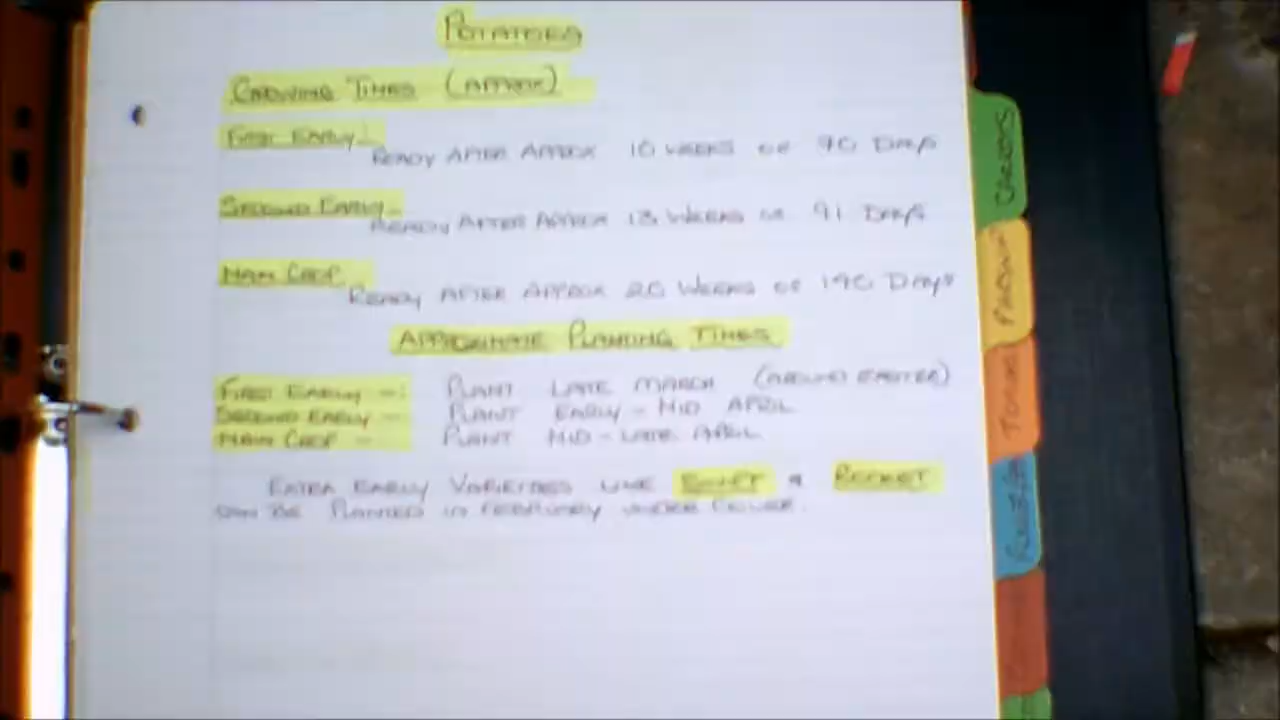 POTATOES
GROWING TIMES (APPROX)
FIRST EARLY:-
READY AFTER APPROX 10 WEEKS OR 70 DAYS
SECOND EARLY:-
READY AFTER APPROX 13 WEEKS OR 91 DAYS
MAIN CROP
READY AFTER APPROX 20 WEEKS OR 140 DAYS
APPROXIMATE PLANTING TIMES
FIRST EARLY -: PLANT LATE MARCH (AROUND EASTER)
SECOND EARLY - PLANT EARLY - MID APRIL
MAIN CROP - PLANT MID - LATE APRIL
EXTRA EARLY VARIETIES LIKE SWIFT & ROCKET
CAN BE PLANTED IN FEBRUARY UNDER
CARROTS